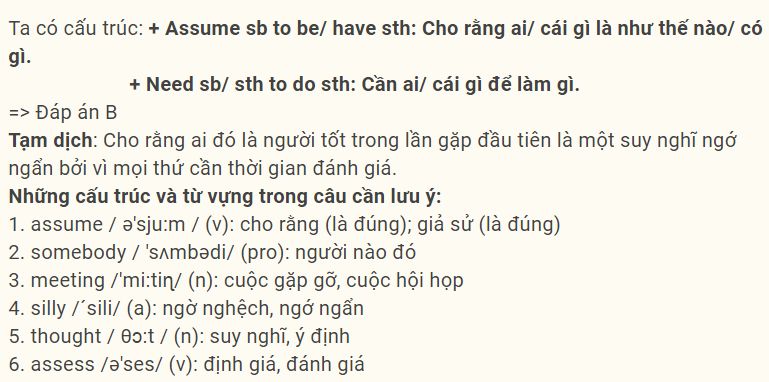 Ta có cấu trúc: + Assume sb to be/ have sth: Cho rằng ai/ cái gì là như thế nào/ có
gì.
+ Need sb/ sth to do sth: Cần ai/ cái gì để làm gì.
=> Đáp án B
Tạm dịch: Cho rằng ai đó là người tốt trong lần gặp đầu tiên là một suy nghĩ ngớ
ngẩn bởi vì mọi thứ cần thời gian đánh giá.
Những cấu trúc và từ vựng trong câu cần lưu ý:
1. assume / ə'sju:m / (v): cho rằng (là đúng); giả sử (là đúng)
2. somebody / 'sʌmbədi/ (pro): người nào đó
3. meeting /'mi:tiɳ/ (n): cuộc gặp gỡ, cuộc hội họp
4. silly /´sili/ (a): ngờ nghệch, ngớ ngẩn
5. thought / θɔ:t / (n): suy nghĩ, ý định
6. assess /ə'ses/ (v): định giá, đánh giá